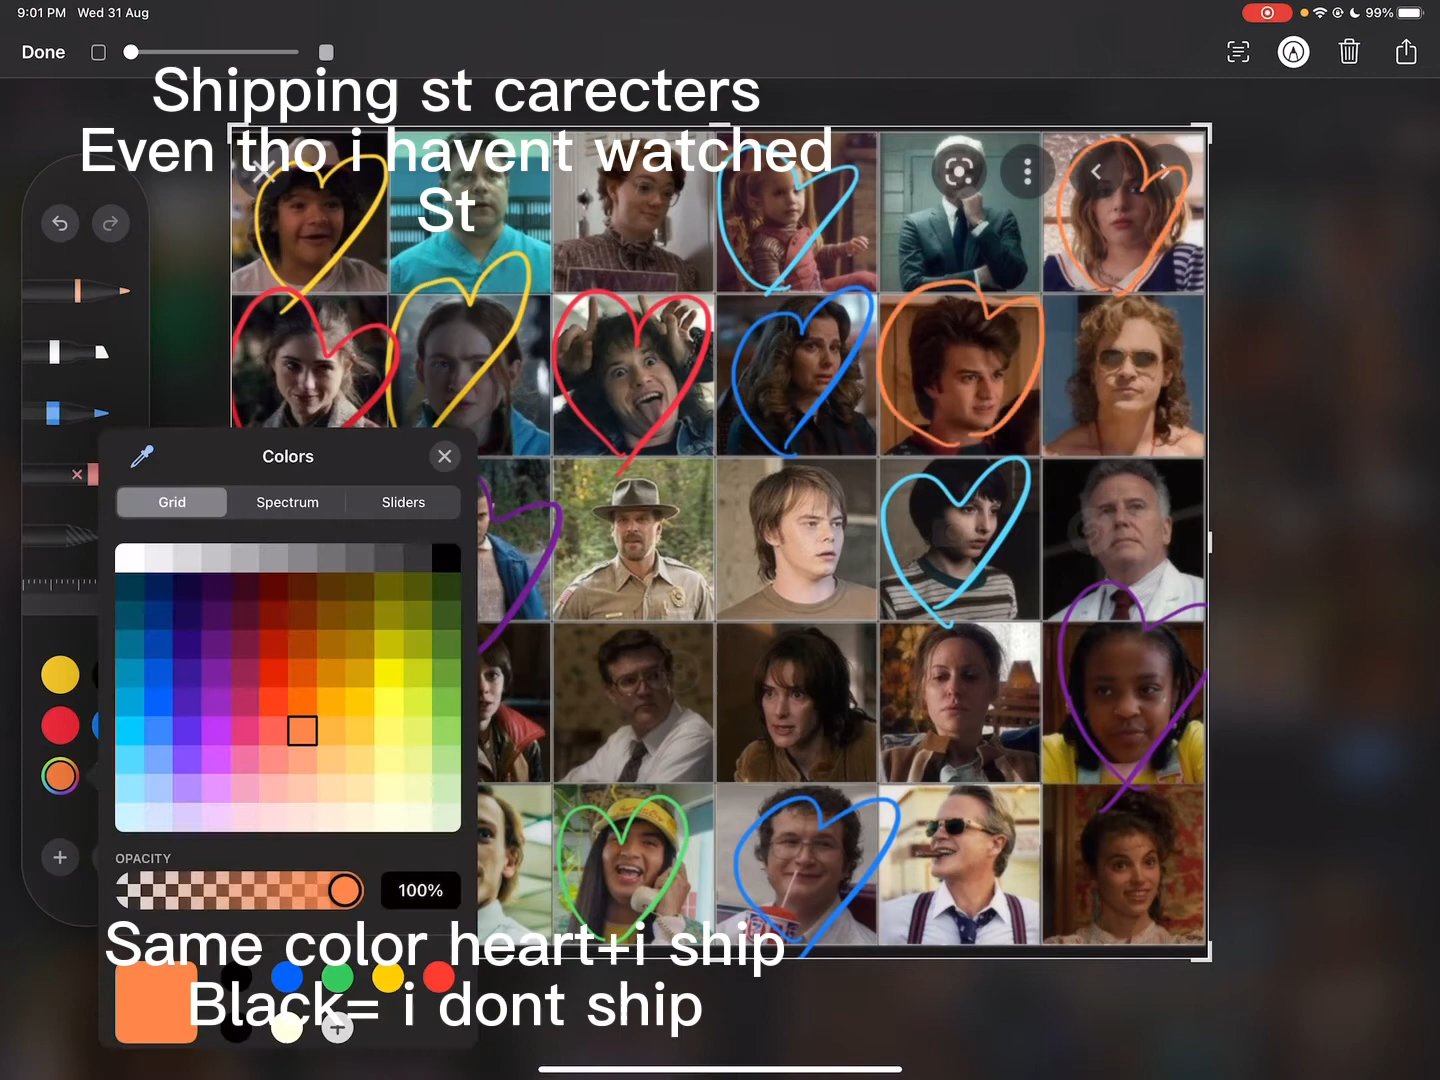 9:01 PM Wed 31 Aug
99%
Done
Shipping st carecters
Even tho i havent watched
St
Colors
Grid
Spectrum
Sliders
OPACITY
100%
Same color heart+i ship
Black= i dont ship